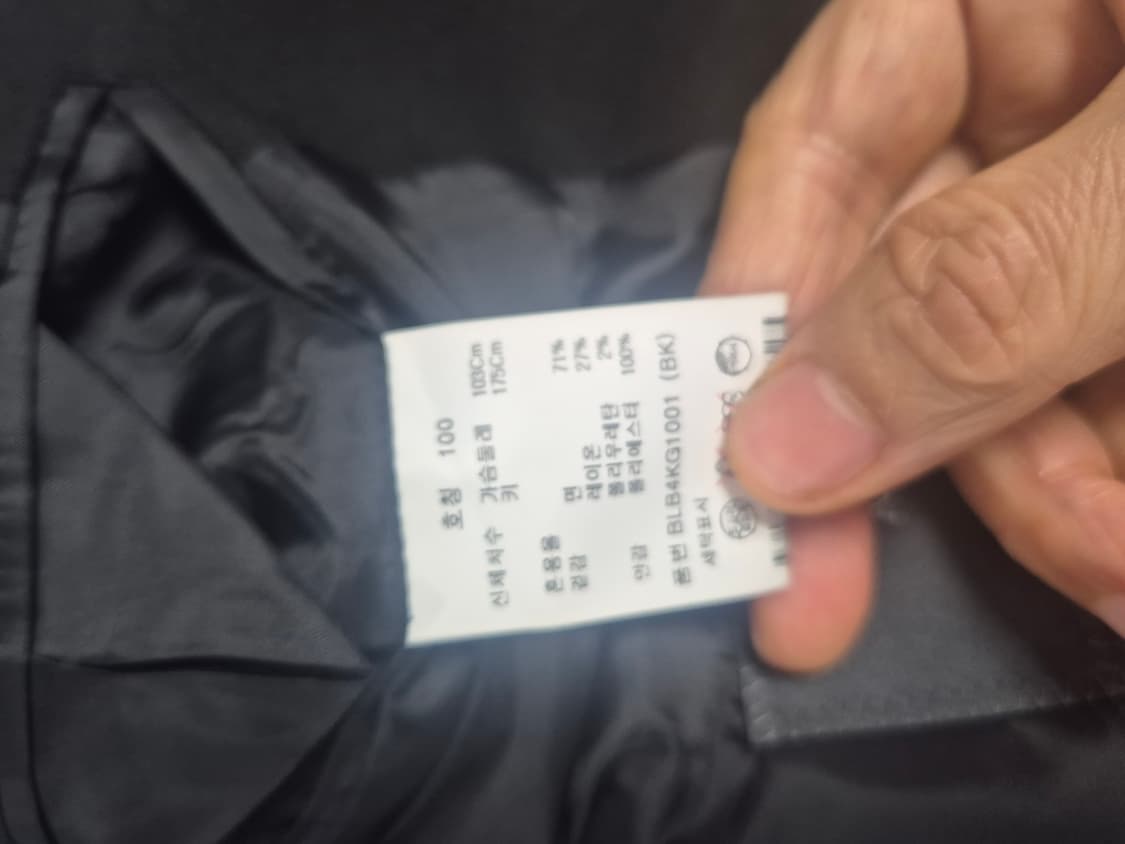 호칭 100
신체치수 가슴둘레 103Cm
키 175Cm
혼용율
겉감 면 71%
레이온 27%
폴리우레탄 2%
안감 폴리에스터 100%
품번 BLB4KG1001 (BK)
세탁표시